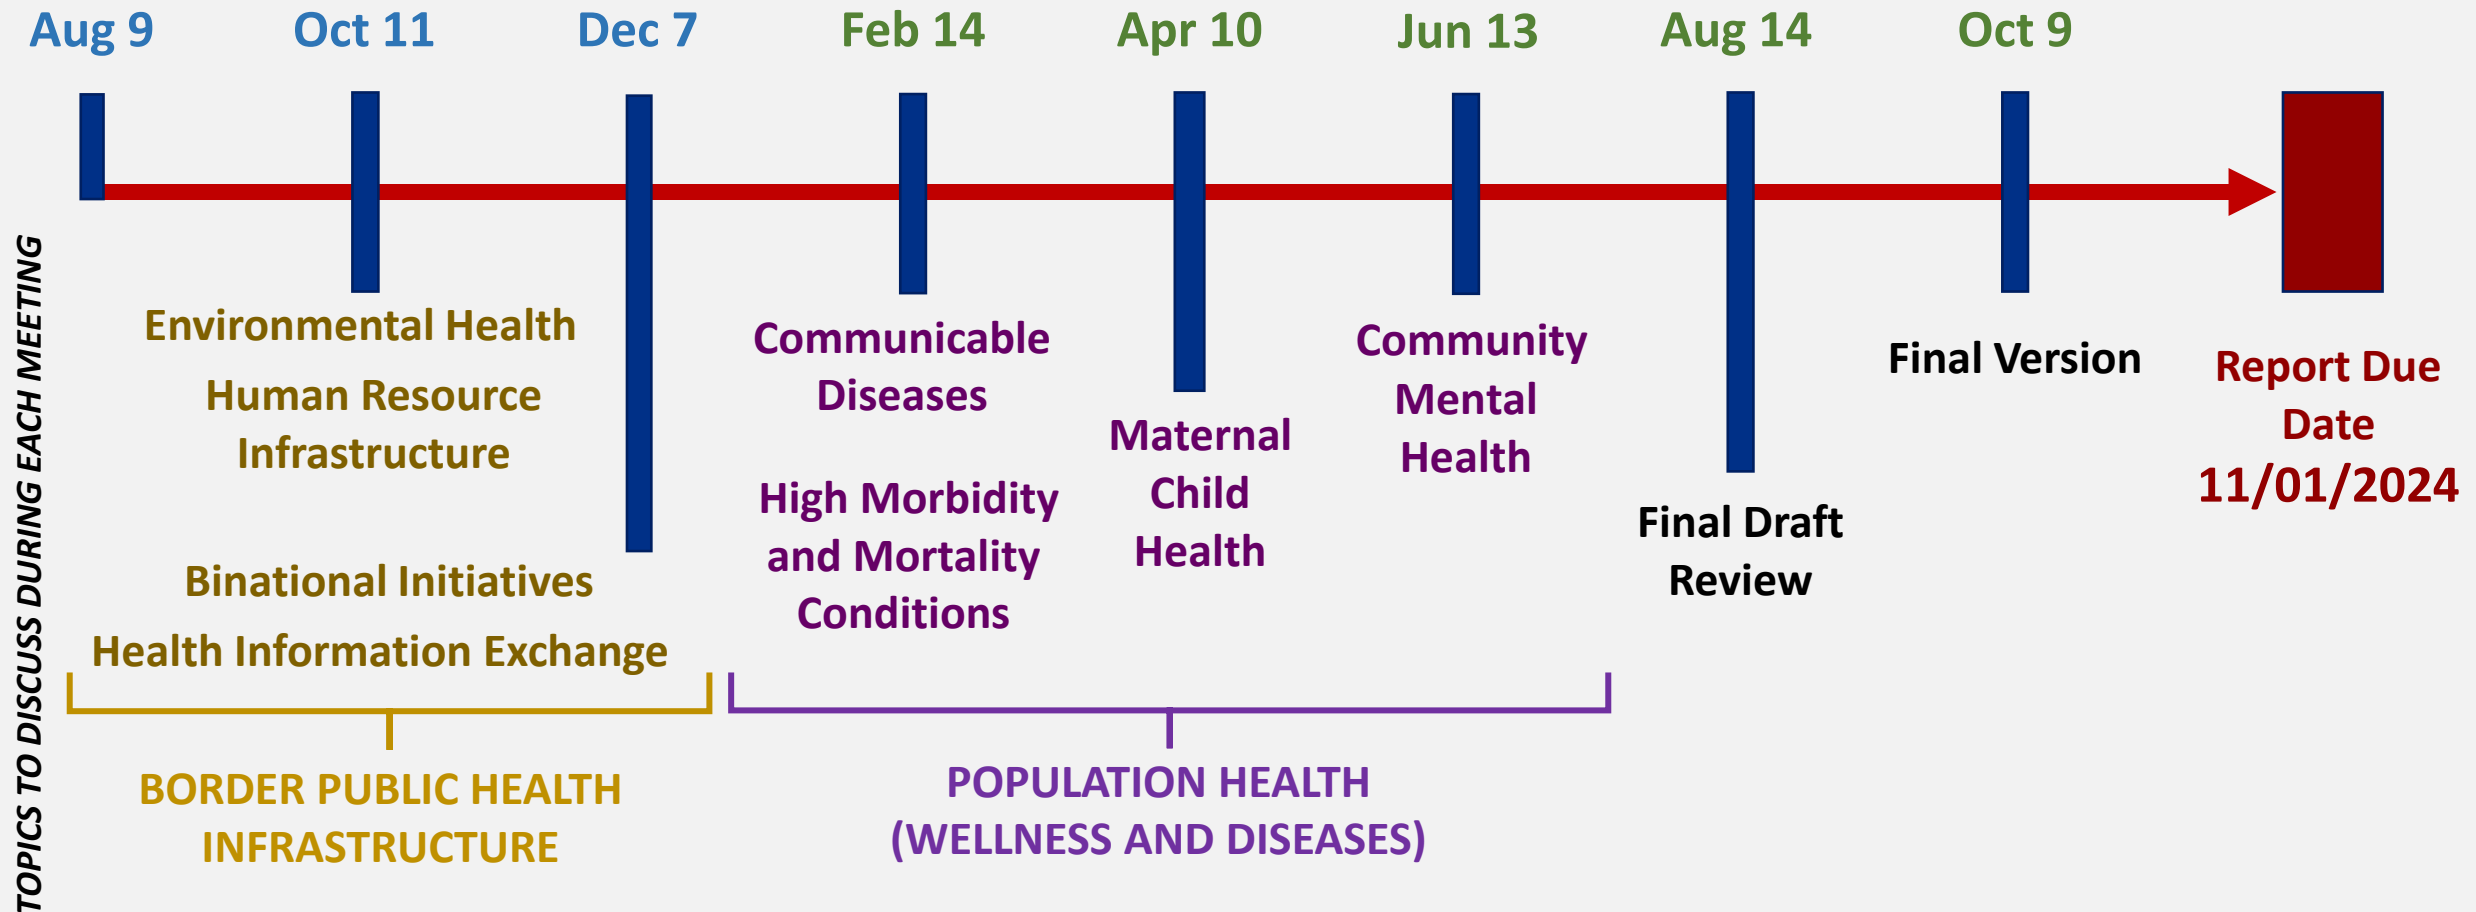 Aug 9
Oct 11
Dec 7
Feb 14
Apr 10
Jun 13
Aug 14
Oct 9
TOPICS TO DISCUSS DURING EACH MEETING
Environmental Health
Human Resource
Infrastructure
Binational Initiatives
Health Information Exchange
Communicable
Diseases
High Morbidity
and Mortality
Conditions
Maternal
Child
Health
Community
Mental
Health
Final Draft
Review
Final Version
Report Due
Date
11/01/2024
BORDER PUBLIC HEALTH
INFRASTRUCTURE
POPULATION HEALTH
(WELLNESS AND DISEASES)